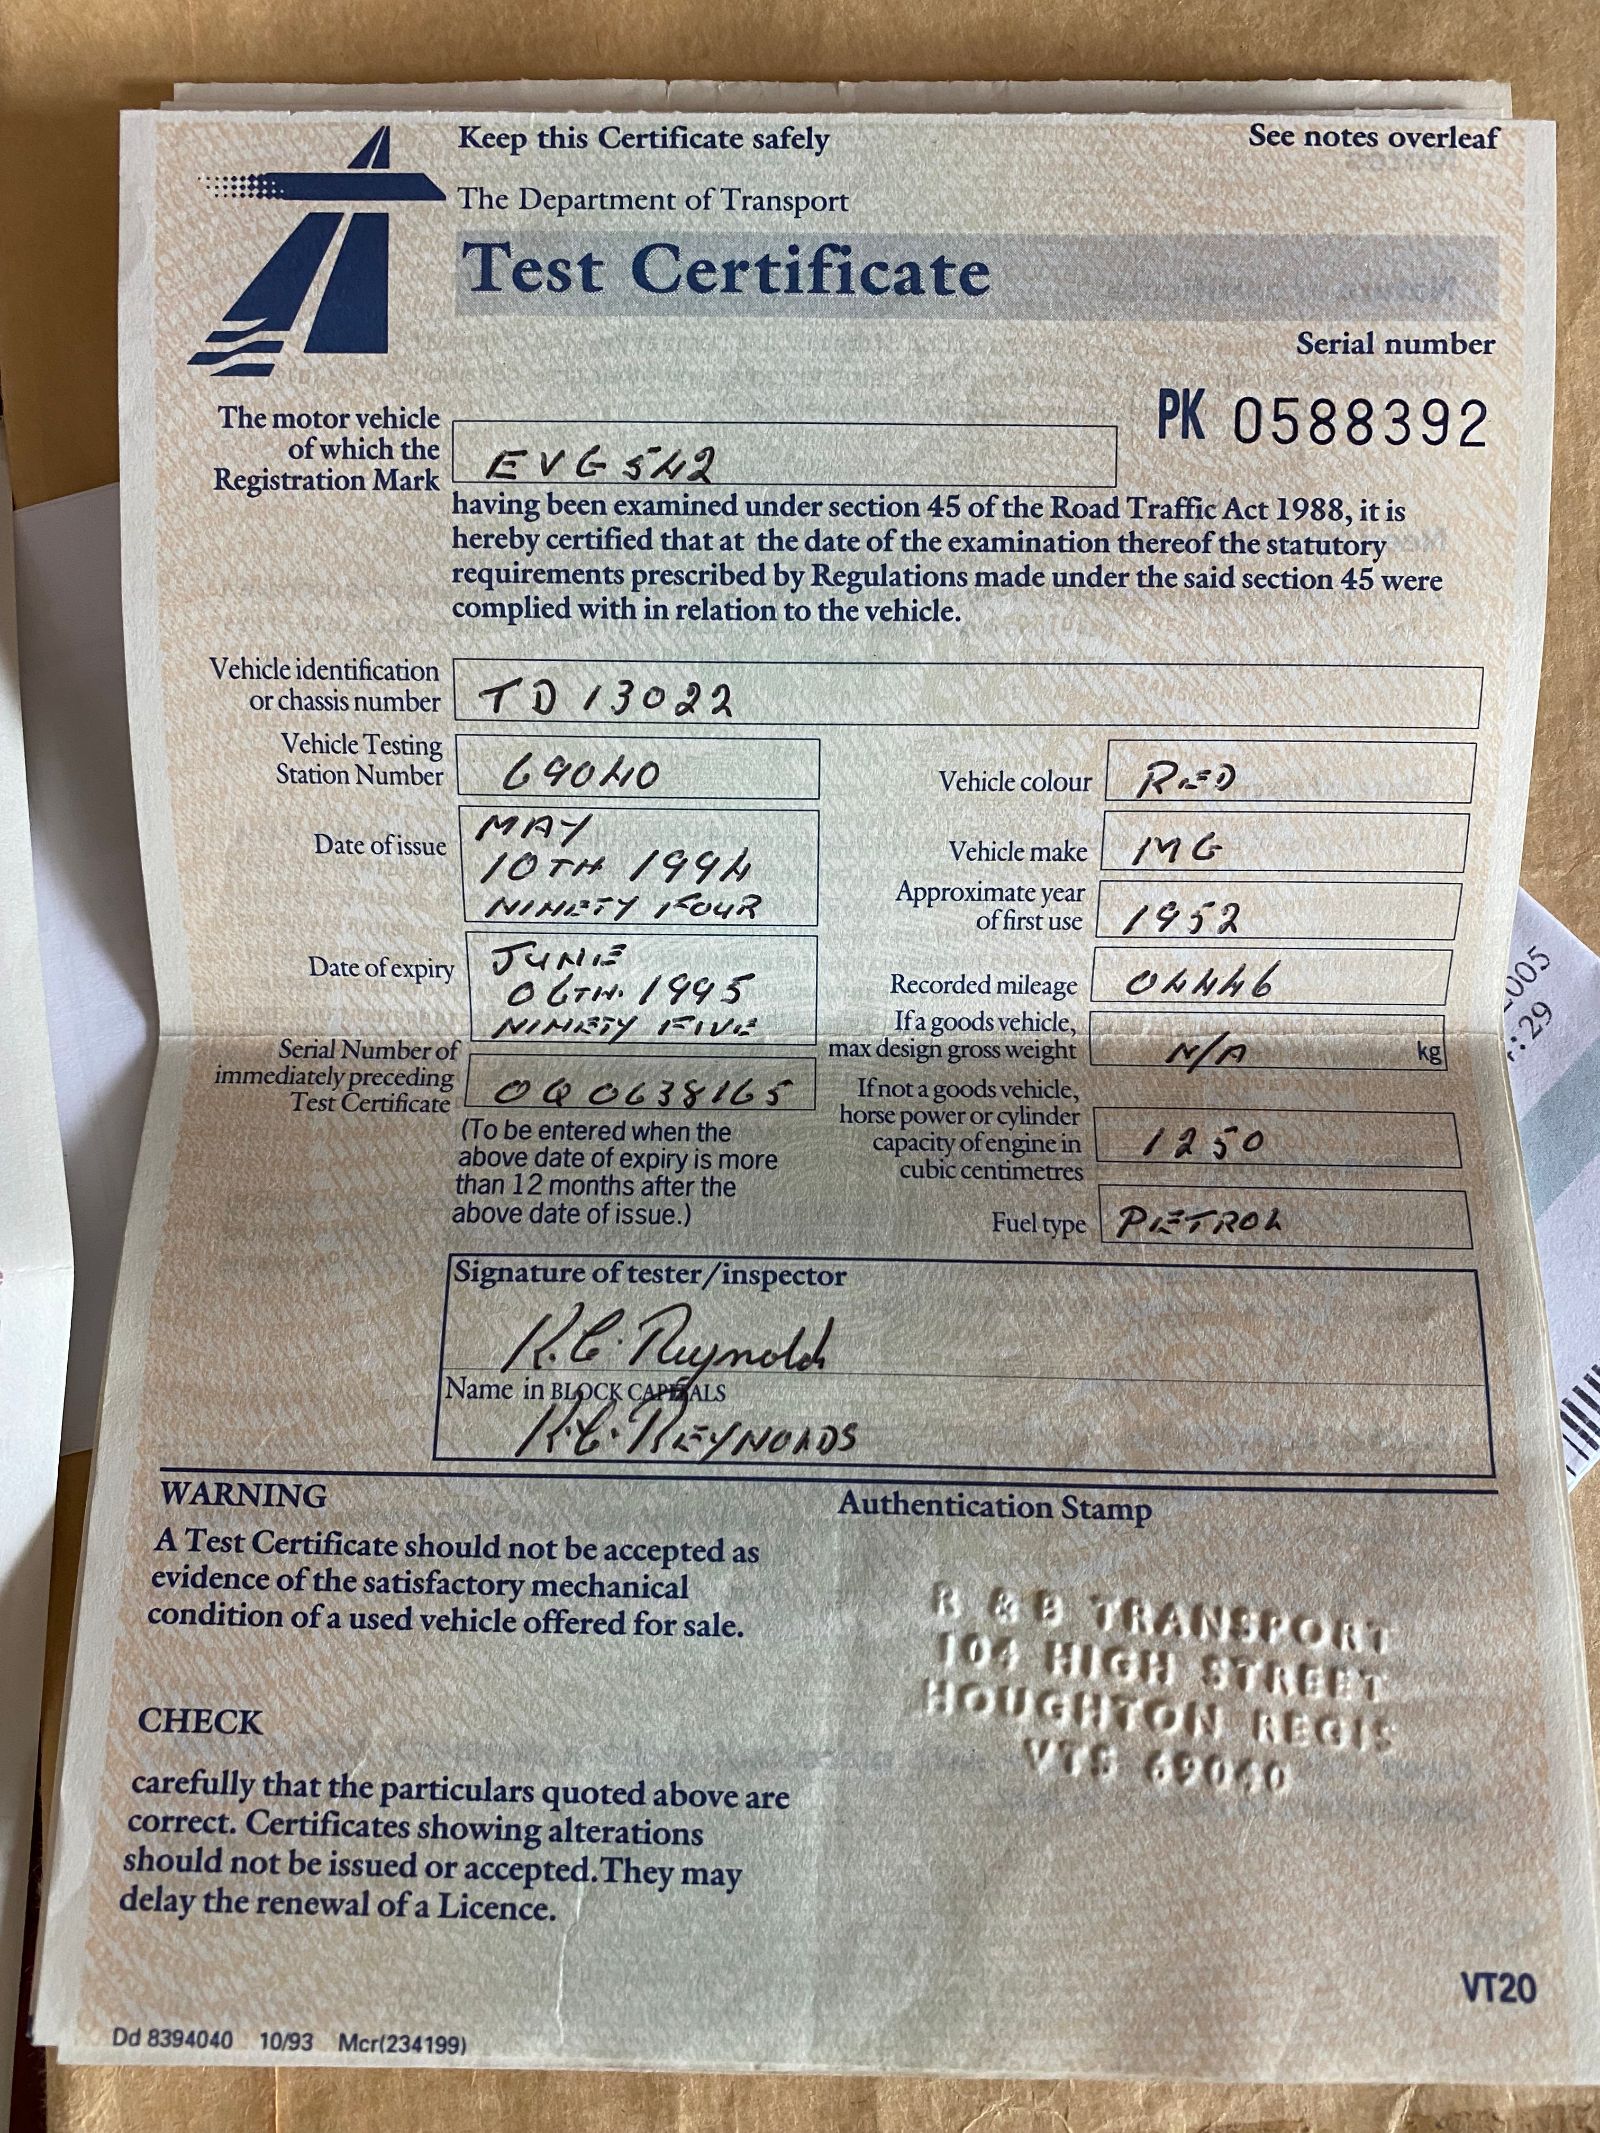 Keep this Certificate safely
See notes overleaf
The Department of Transport
Test Certificate
Serial number
PK 0588392
The motor vehicle
of which the
Registration Mark
EVG 542
having been examined under section 45 of the Road Traffic Act 1988, it is
hereby certified that at the date of the examination thereof the statutory
requirements prescribed by Regulations made under the said section 45 were
complied with in relation to the vehicle.
Vehicle identification
or chassis number
TD 13022
Vehicle Testing
Station Number
69040
Vehicle colour
RED
Date of issue
MAY
10TH 1994
NINETY FOUR
Vehicle make
MG
Approximate year
of first use
1952
Date of expiry
JUNE
06TH. 1995
NINETY FIVE
Recorded mileage
04446
If a goods vehicle,
max design gross weight
N/A
kg
Serial Number of
immediately preceding
Test Certificate
OQ 0638165
(To be entered when the
above date of expiry is more
than 12 months after the
above date of issue.)
If not a goods vehicle,
horse power or cylinder
capacity of engine in
cubic centimetres
1250
Fuel type
PETROL
Signature of tester/inspector
K.C. Reynolds
Name in BLOCK CAPITALS
K.C. REYNOLDS
WARNING
A Test Certificate should not be accepted as
evidence of the satisfactory mechanical
condition of a used vehicle offered for sale.
CHECK
carefully that the particulars quoted above are
correct. Certificates showing alterations
should not be issued or accepted. They may
delay the renewal of a Licence.
Authentication Stamp
R & B TRANSPORT
104 HIGH STREET
HOUGHTON REGIS
VTS 69040
VT20
Dd 8394040 10/93 Mcr(234199)